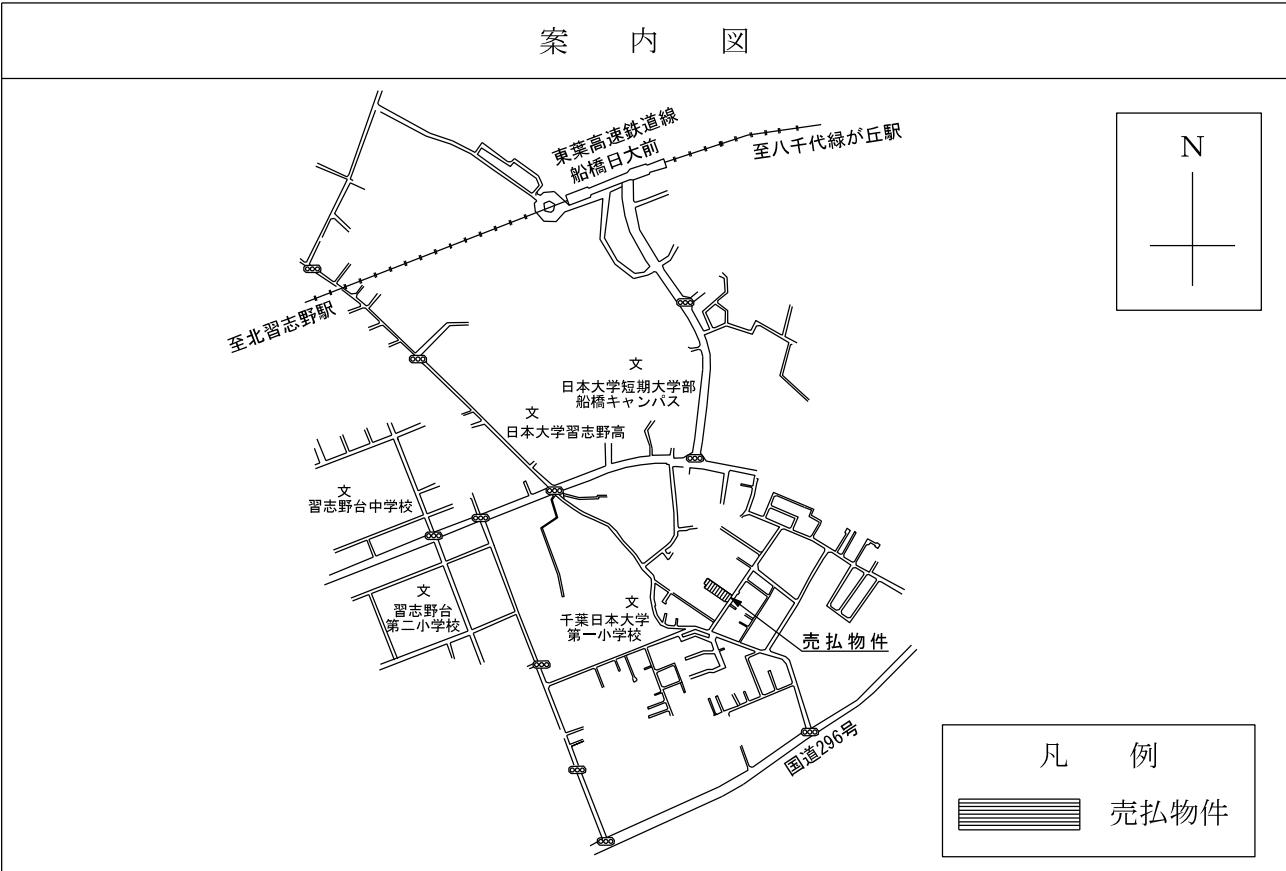 案内図
東葉高速鉄道線
船橋日大前
至八千代緑が丘駅
N
至北習志野駅
文
日本大学短期大学部
船橋キャンパス
文
日本大学習志野高
文
習志野台中学校
文
習志野台
第二小学校
文
千葉日本大学
第一小学校
売払物件
国道296号
凡例
売払物件